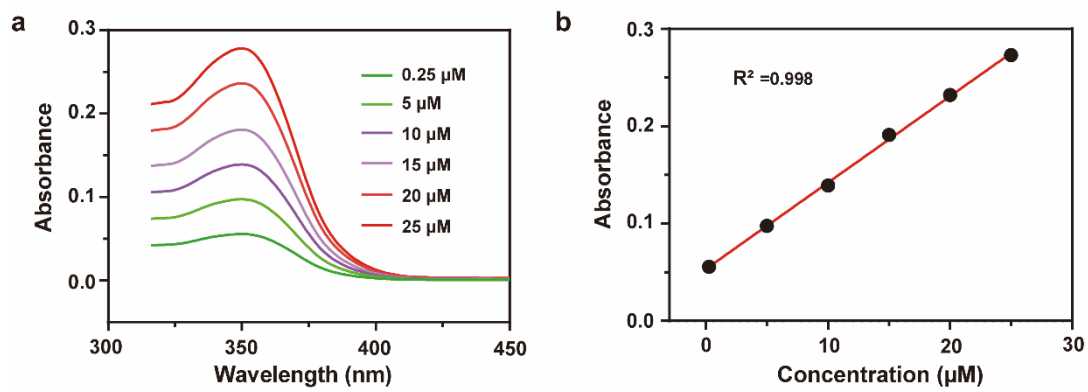 a
0.3
0.2
0.1
0.0
300
350
400
450
Absorbance
Wavelength (nm)
0.25 µM
5 µM
10 µM
15 µM
20 µM
25 µM
b
0.3
0.2
0.1
0.0
0
10
20
30
Absorbance
Concentration (µM)
R² =0.998